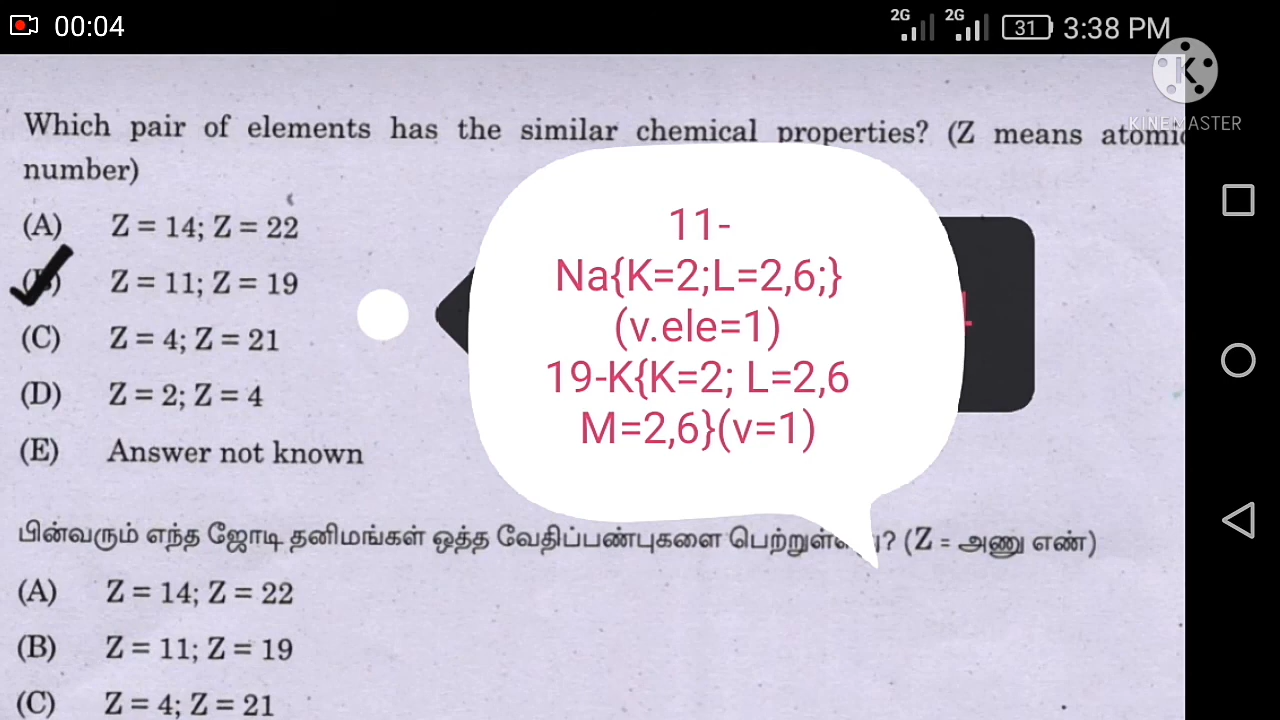 00:04
2G 2G 31 3:38 PM
KINEMASTER
Which pair of elements has the similar chemical properties? (Z means atomic
number)
(A) Z = 14; Z = 22
Z = 11; Z = 19
(C) Z = 4; Z = 21
(D) Z = 2; Z = 4
(E) Answer not known
11-
Na{K=2;L=2,6;}
(v.ele=1)
19-K{K=2; L=2,6
M=2,6}(v=1)
பின்வரும் எந்த ஜோடி தனிமங்கள் ஒத்த வேதிப்பண்புகளை (Z = அணு எண்)
(A) Z = 14; Z = 22
(B) Z = 11; Z = 19
(C) Z = 4; Z = 21